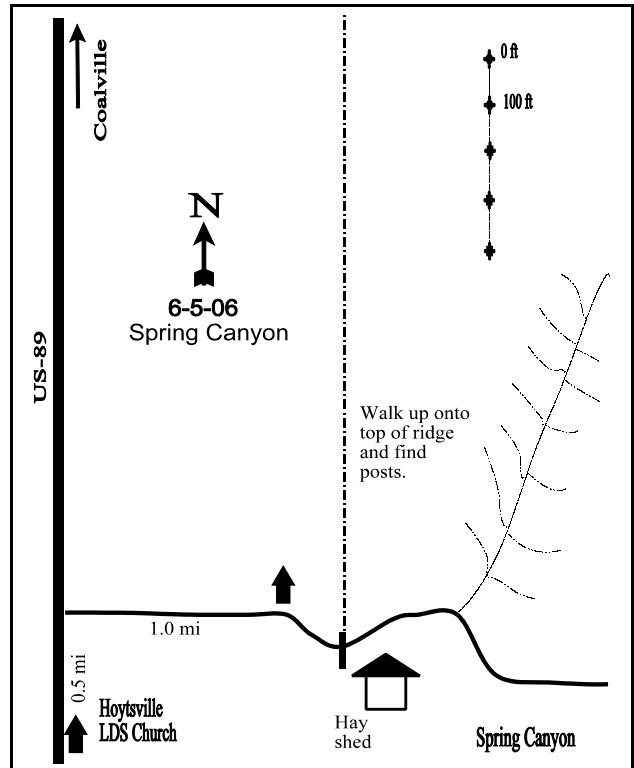 0 ft
Coalville
100 ft
N
6-5-06
Spring Canyon
US-89
Walk up onto
top of ridge
and find
posts.
1.0 mi
0.5 mi
Hoytsville
LDS Church
Hay
shed
Spring Canyon